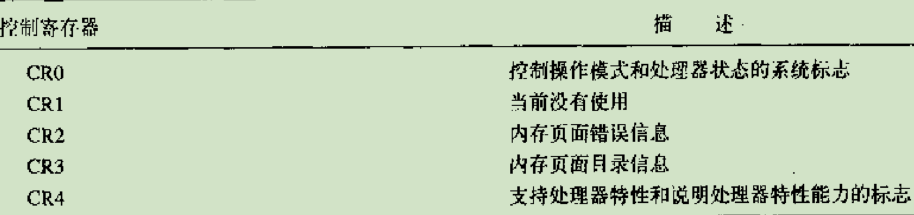 控制寄存器 描 述
CR0 控制操作模式和处理器状态的系统标志
CR1 当前没有使用
CR2 内存页面错误信息
CR3 内存页面目录信息
CR4 支持处理器特性和说明处理器特性能力的标志